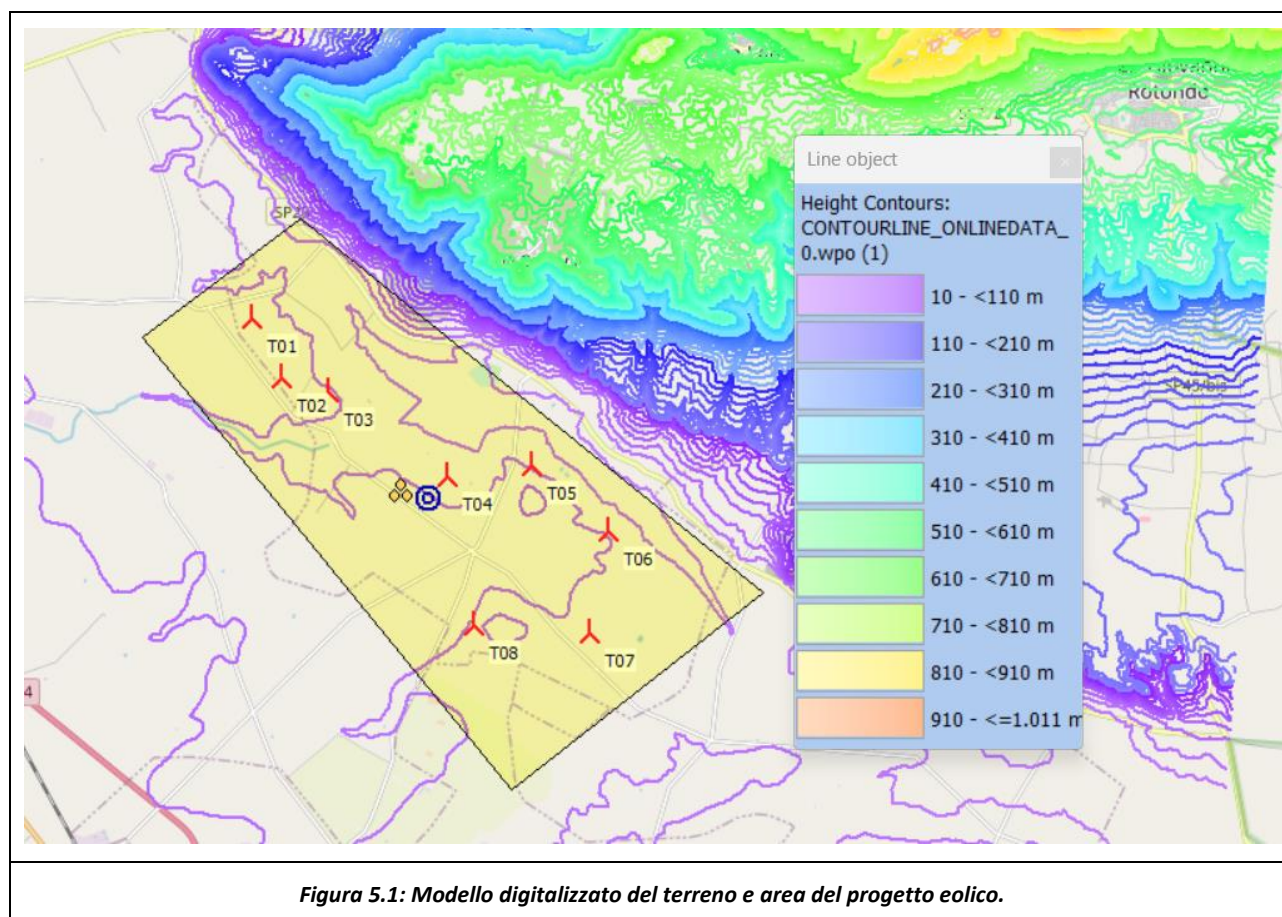 Rotondo
Line object
x
Height Contours:
CONTOURLINE_ONLINEDATA_
0.wpo (1)
10 - <110 m
110 - <210 m
210 - <310 m
310 - <410 m
410 - <510 m
510 - <610 m
610 - <710 m
710 - <810 m
810 - <910 m
910 - <=1.011 m
SP45/bis
T01
T02
T03
T04
T05
T06
T07
T08
4
Figura 5.1: Modello digitalizzato del terreno e area del progetto eolico.